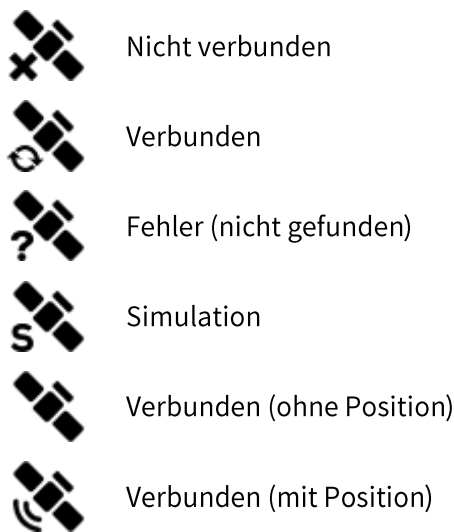 Nicht verbunden
Verbunden
? Fehler (nicht gefunden)
S Simulation
Verbunden (ohne Position)
Verbunden (mit Position)